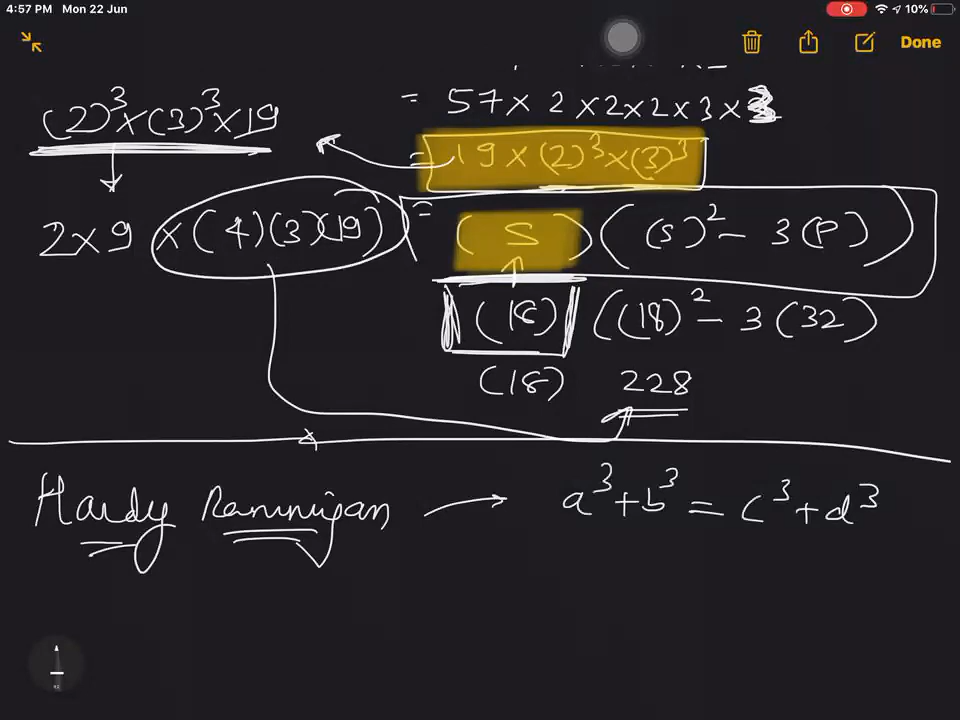 4:57 PM Mon 22 Jun 10%
Done
= 57 × 2 × 2 × 2 × 3 × 3
(2)³ × (3)³ × 19
= 19 × (2)³ × (3)³
2 × 9 × (4)(3)(19) = (S)((S)² - 3(P))
(18) ((18)² - 3(32)
(18) 228
Hardy Ramnujan → a³ + b³ = c³ + d³